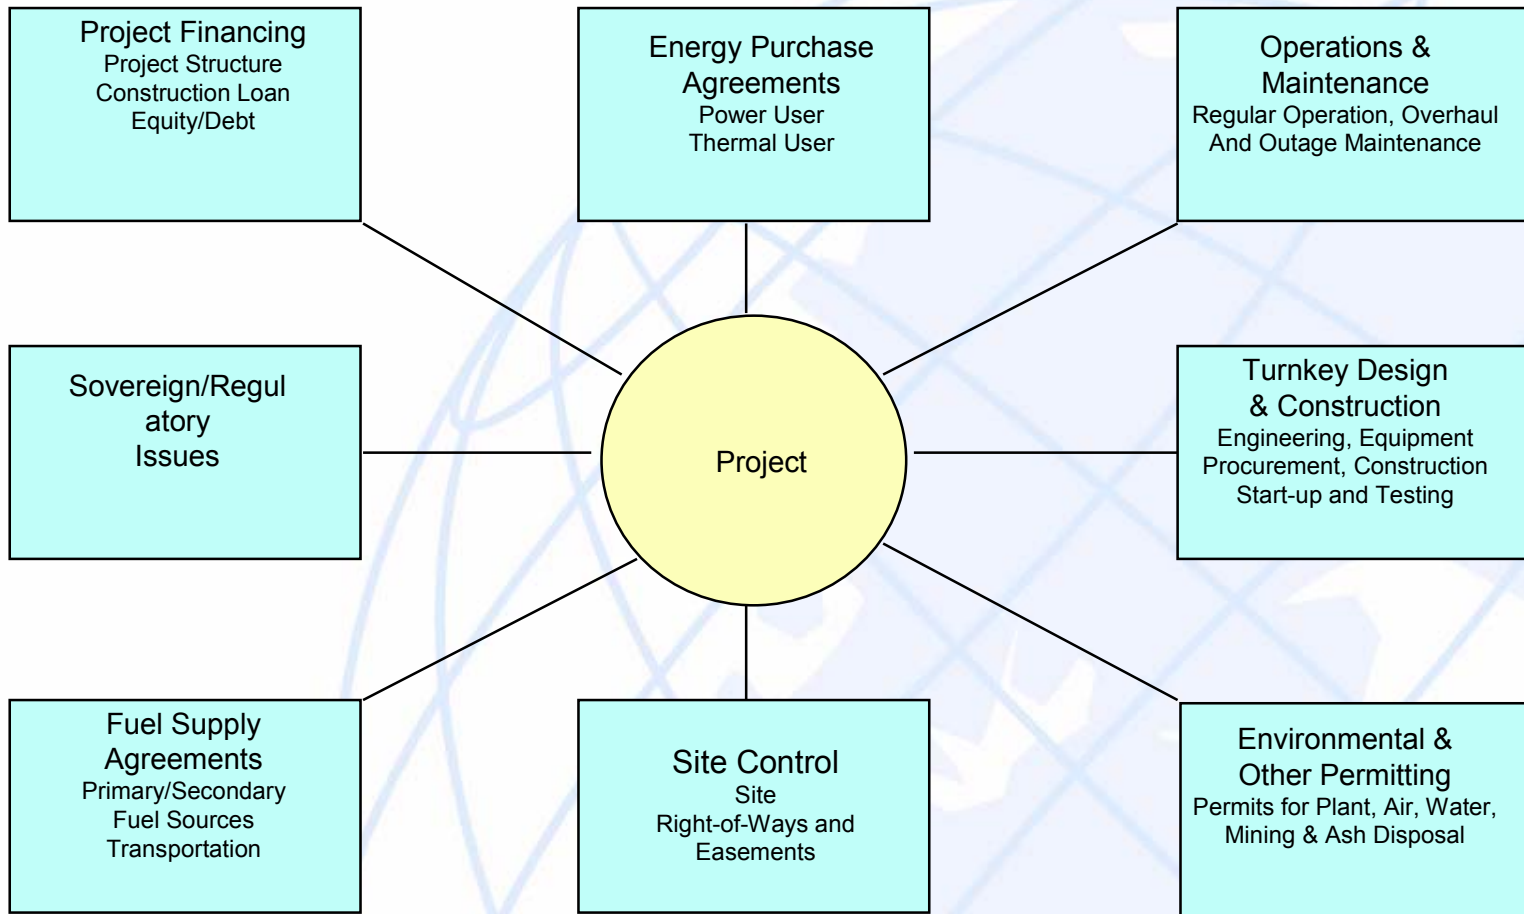 Project Financing
Project Structure
Construction Loan
Equity/Debt
Energy Purchase
Agreements
Power User
Thermal User
Operations &
Maintenance
Regular Operation, Overhaul
And Outage Maintenance
Sovereign/Regul
atory
Issues
Project
Turnkey Design
& Construction
Engineering, Equipment
Procurement, Construction
Start-up and Testing
Fuel Supply
Agreements
Primary/Secondary
Fuel Sources
Transportation
Site Control
Site
Right-of-Ways and
Easements
Environmental &
Other Permitting
Permits for Plant, Air, Water,
Mining & Ash Disposal